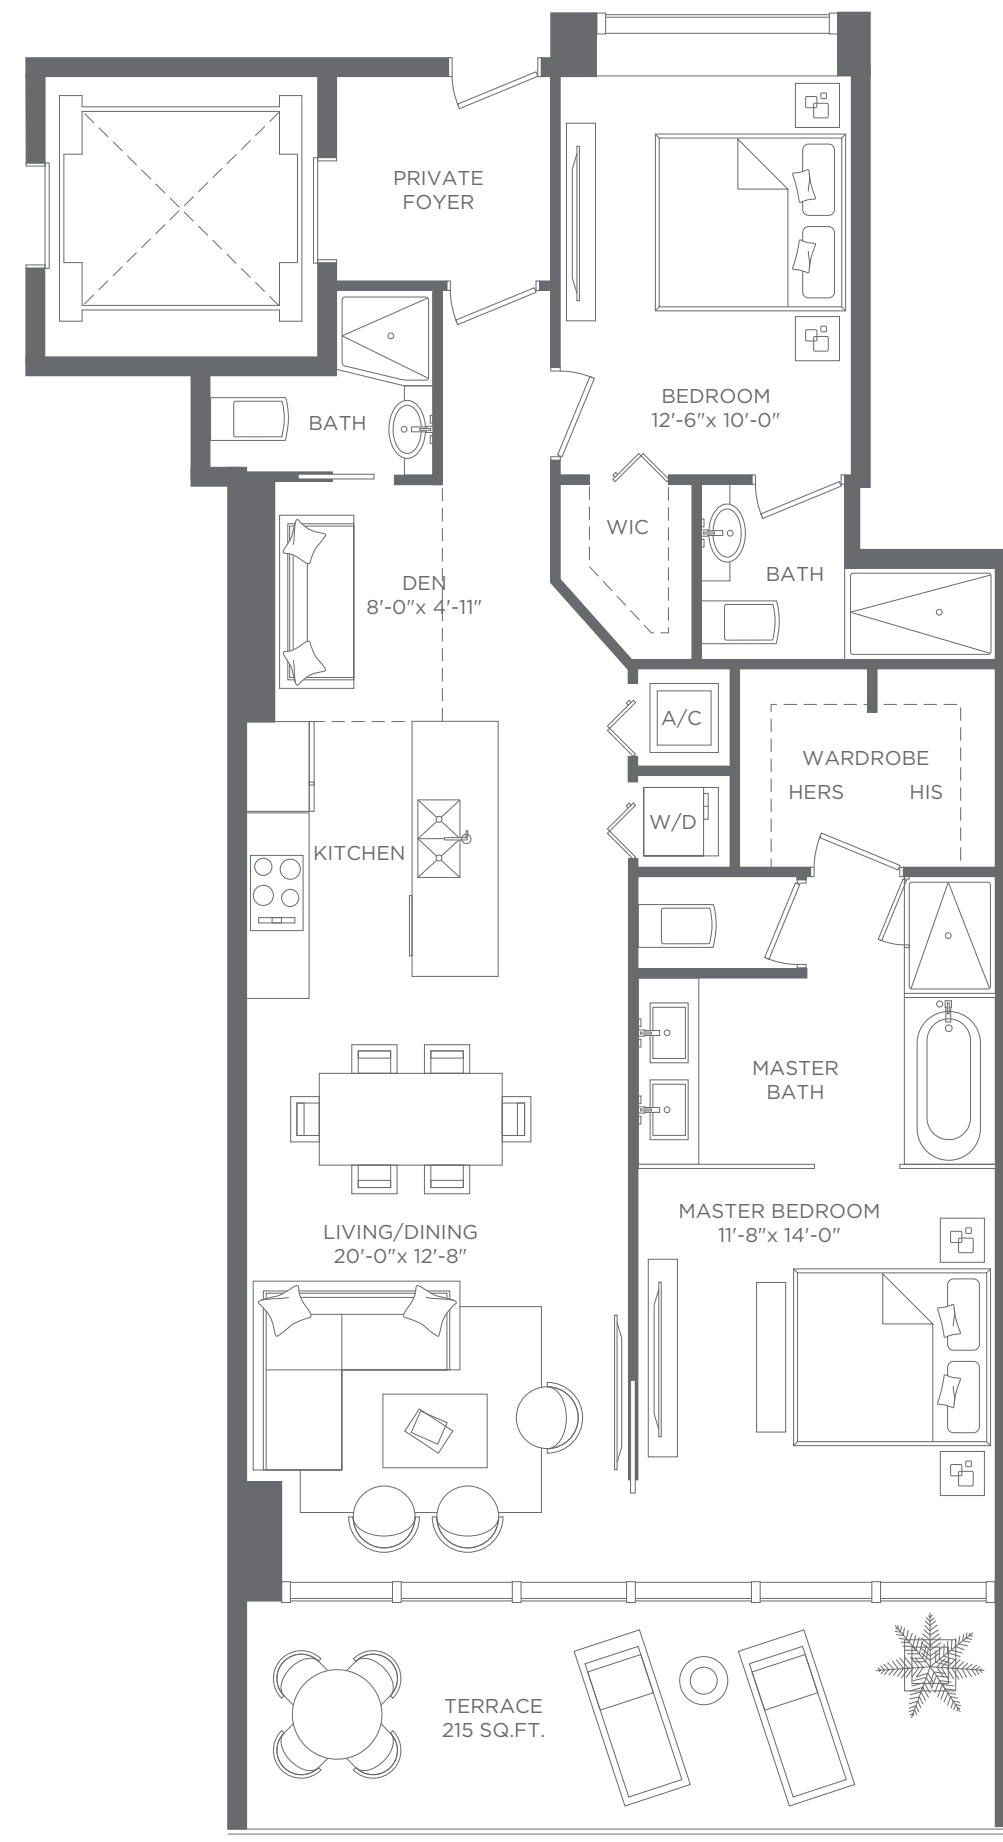 PRIVATE
FOYER
BEDROOM
12'-6"x 10'-0"
BATH
WIC
BATH
DEN
8'-0"x 4'-11"
A/C
WARDROBE
HERS HIS
W/D
KITCHEN
MASTER
BATH
MASTER BEDROOM
11'-8"x 14'-0"
LIVING/DINING
20'-0"x 12'-8"
TERRACE
215 SQ.FT.